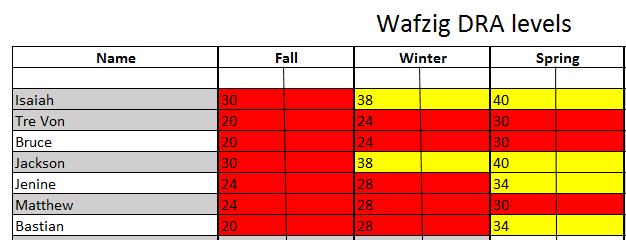 Wafzig DRA levels
Name Fall Winter Spring
Isaiah 30 38 40
Tre Von 20 24 30
Bruce 20 24 30
Jackson 30 38 40
Jenine 24 28 34
Matthew 24 28 30
Bastian 20 28 34